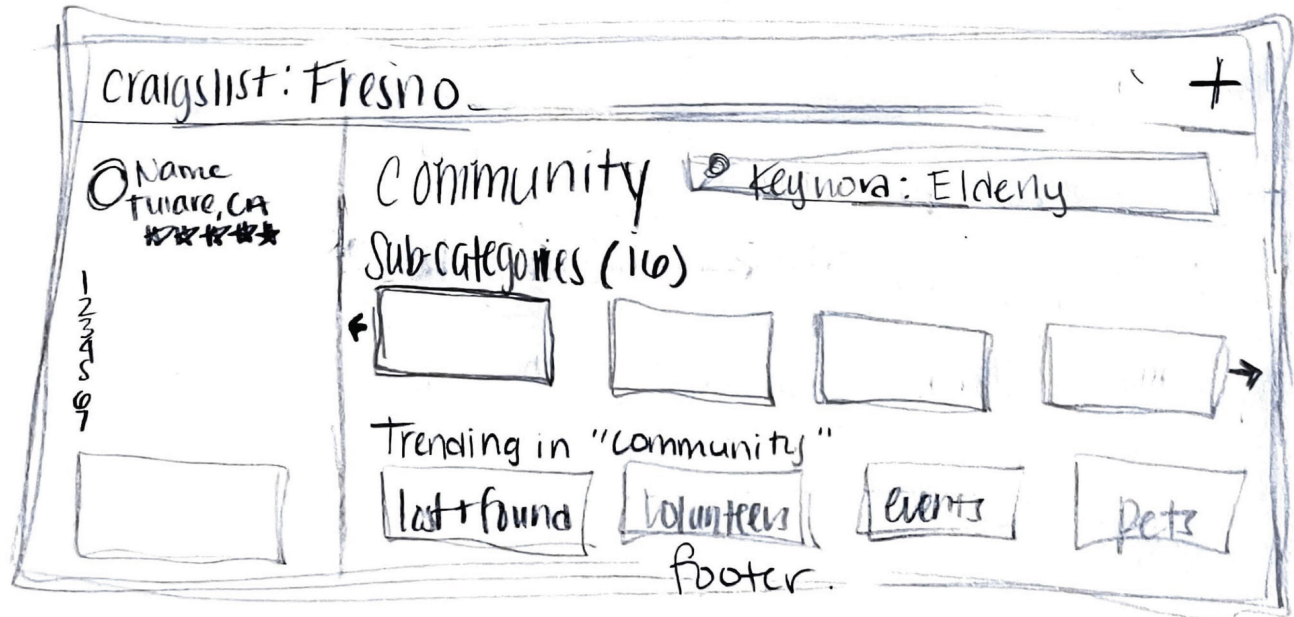 craigslist: Fresno
+
Name
Tulare, CA
1
2
3
4
5
6
7
Community
Keyword: Elderly
Sub-categories (16)
Trending in "community"
lost + found
volunteers
events
pets
footer.